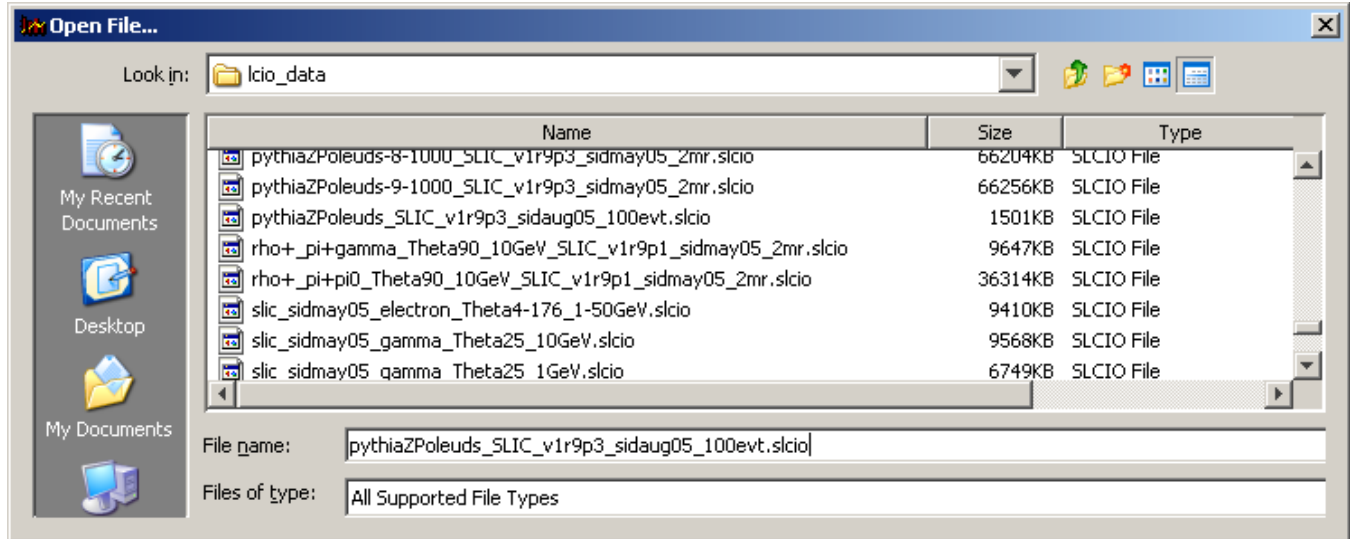 Open File...
Look in: lcio_data
Name Size Type
pythiaZPoleuds-8-1000_SLIC_v1r9p3_sidmay05_2mr.slcio 66204KB SLCIO File
pythiaZPoleuds-9-1000_SLIC_v1r9p3_sidmay05_2mr.slcio 66256KB SLCIO File
pythiaZPoleuds_SLIC_v1r9p3_sidaug05_100evt.slcio 1501KB SLCIO File
rho+_pi+gamma_Theta90_10GeV_SLIC_v1r9p1_sidmay05_2mr.slcio 9647KB SLCIO File
rho+_pi+pi0_Theta90_10GeV_SLIC_v1r9p1_sidmay05_2mr.slcio 36314KB SLCIO File
slic_sidmay05_electron_Theta4-176_1-50GeV.slcio 9410KB SLCIO File
slic_sidmay05_gamma_Theta25_10GeV.slcio 9568KB SLCIO File
slic_sidmay05_gamma_Theta25_1GeV.slcio 6749KB SLCIO File
My Recent
Documents
Desktop
My Documents
File name: pythiaZPoleuds_SLIC_v1r9p3_sidaug05_100evt.slcio
Files of type: All Supported File Types